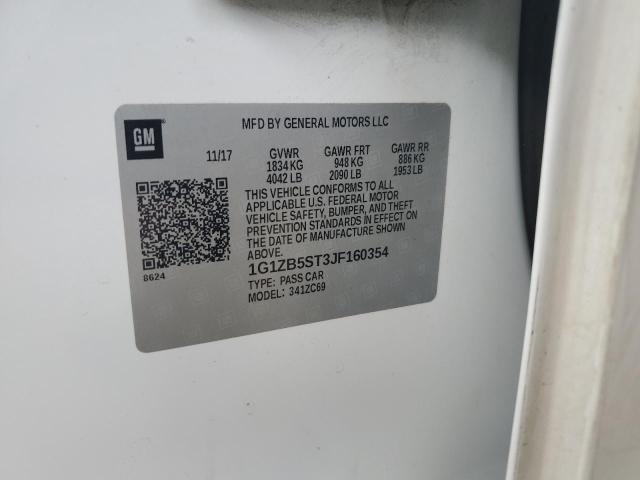 GM
MFD BY GENERAL MOTORS LLC
11/17 GVWR GAWR FRT GAWR RR
1834 KG 948 KG 886 KG
4042 LB 2090 LB 1953 LB
THIS VEHICLE CONFORMS TO ALL
APPLICABLE U.S. FEDERAL MOTOR
VEHICLE SAFETY, BUMPER, AND THEFT
PREVENTION STANDARDS IN EFFECT ON
THE DATE OF MANUFACTURE SHOWN
ABOVE.
1G1ZB5ST3JF160354
TYPE: PASS CAR
MODEL: 341ZC69
8624